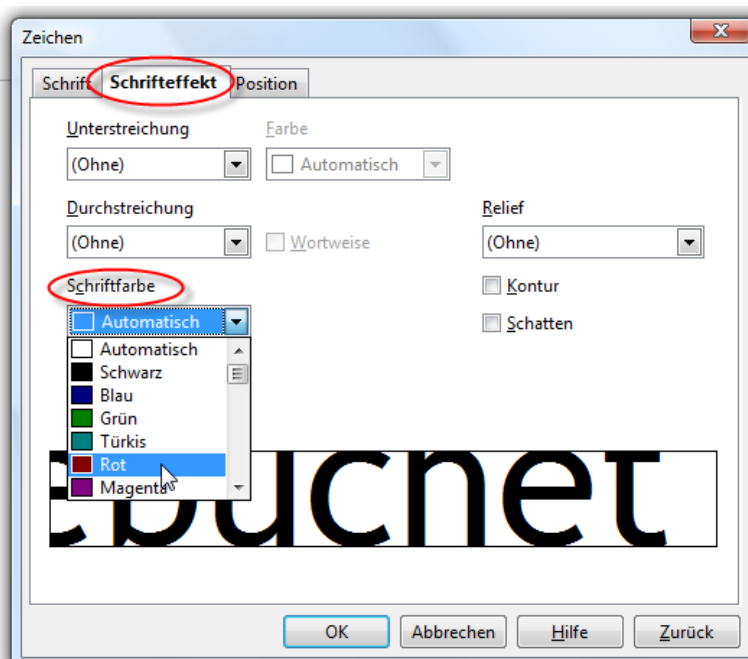 Zeichen
Schrift Schrifteffekt Position
Unterstreichung Farbe
(Ohne) Automatisch
Durchstreichung Relief
(Ohne) Wortweise (Ohne)
Schriftfarbe Kontur
Automatisch Schatten
Automatisch
Schwarz
Blau
Grün
Türkis
Rot
Magenta
ebuchet
OK Abbrechen Hilfe Zurück